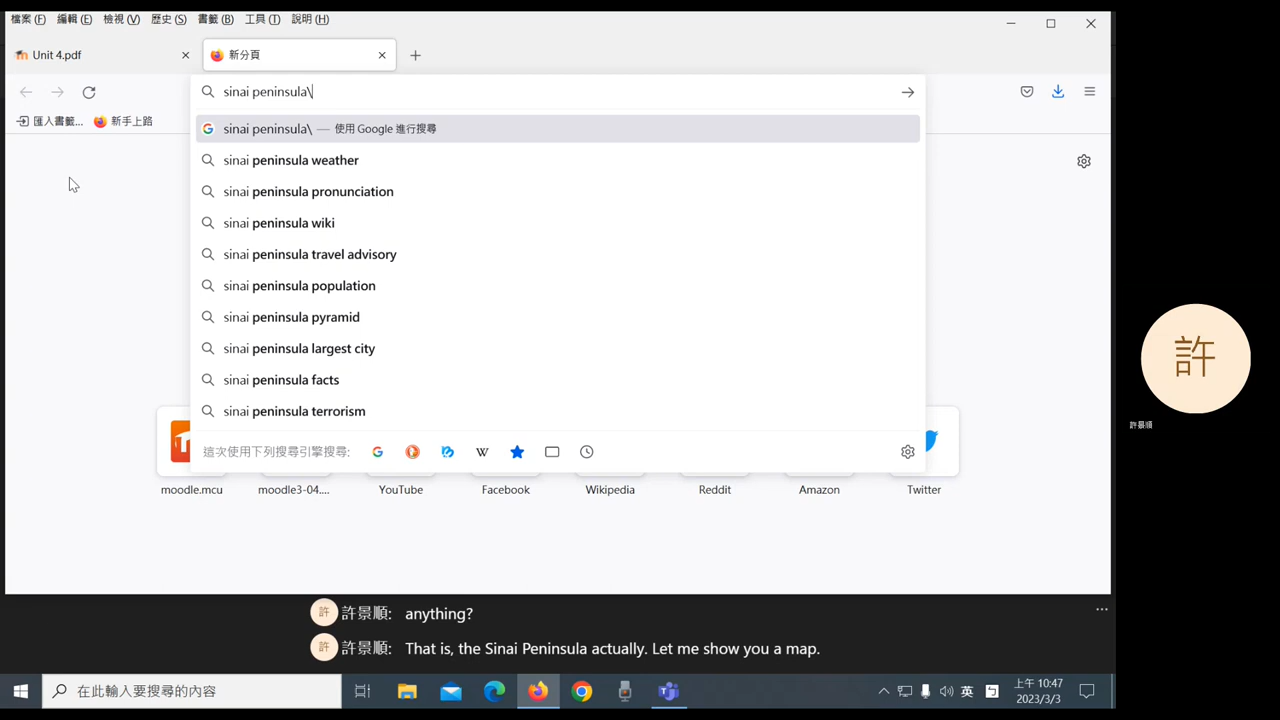 檔案 (F) 編輯 (E) 檢視 (V) 歷史 (S) 書籤 (B) 工具 (T) 說明 (H)
Unit 4.pdf
新分頁
sinai peninsula\
匯入書籤... 新手上路
sinai peninsula\ — 使用 Google 進行搜尋
sinai peninsula weather
sinai peninsula pronunciation
sinai peninsula wiki
sinai peninsula travel advisory
sinai peninsula population
sinai peninsula pyramid
sinai peninsula largest city
sinai peninsula facts
sinai peninsula terrorism
這次使用下列搜尋引擎搜尋:
moodle.mcu moodle3-04.... YouTube Facebook Wikipedia Reddit Amazon Twitter
許
許景順
許 許景順: anything?
許 許景順: That is, the Sinai Peninsula actually. Let me show you a map.
在此輸入要搜尋的內容
英
上午 10:47
2023/3/3